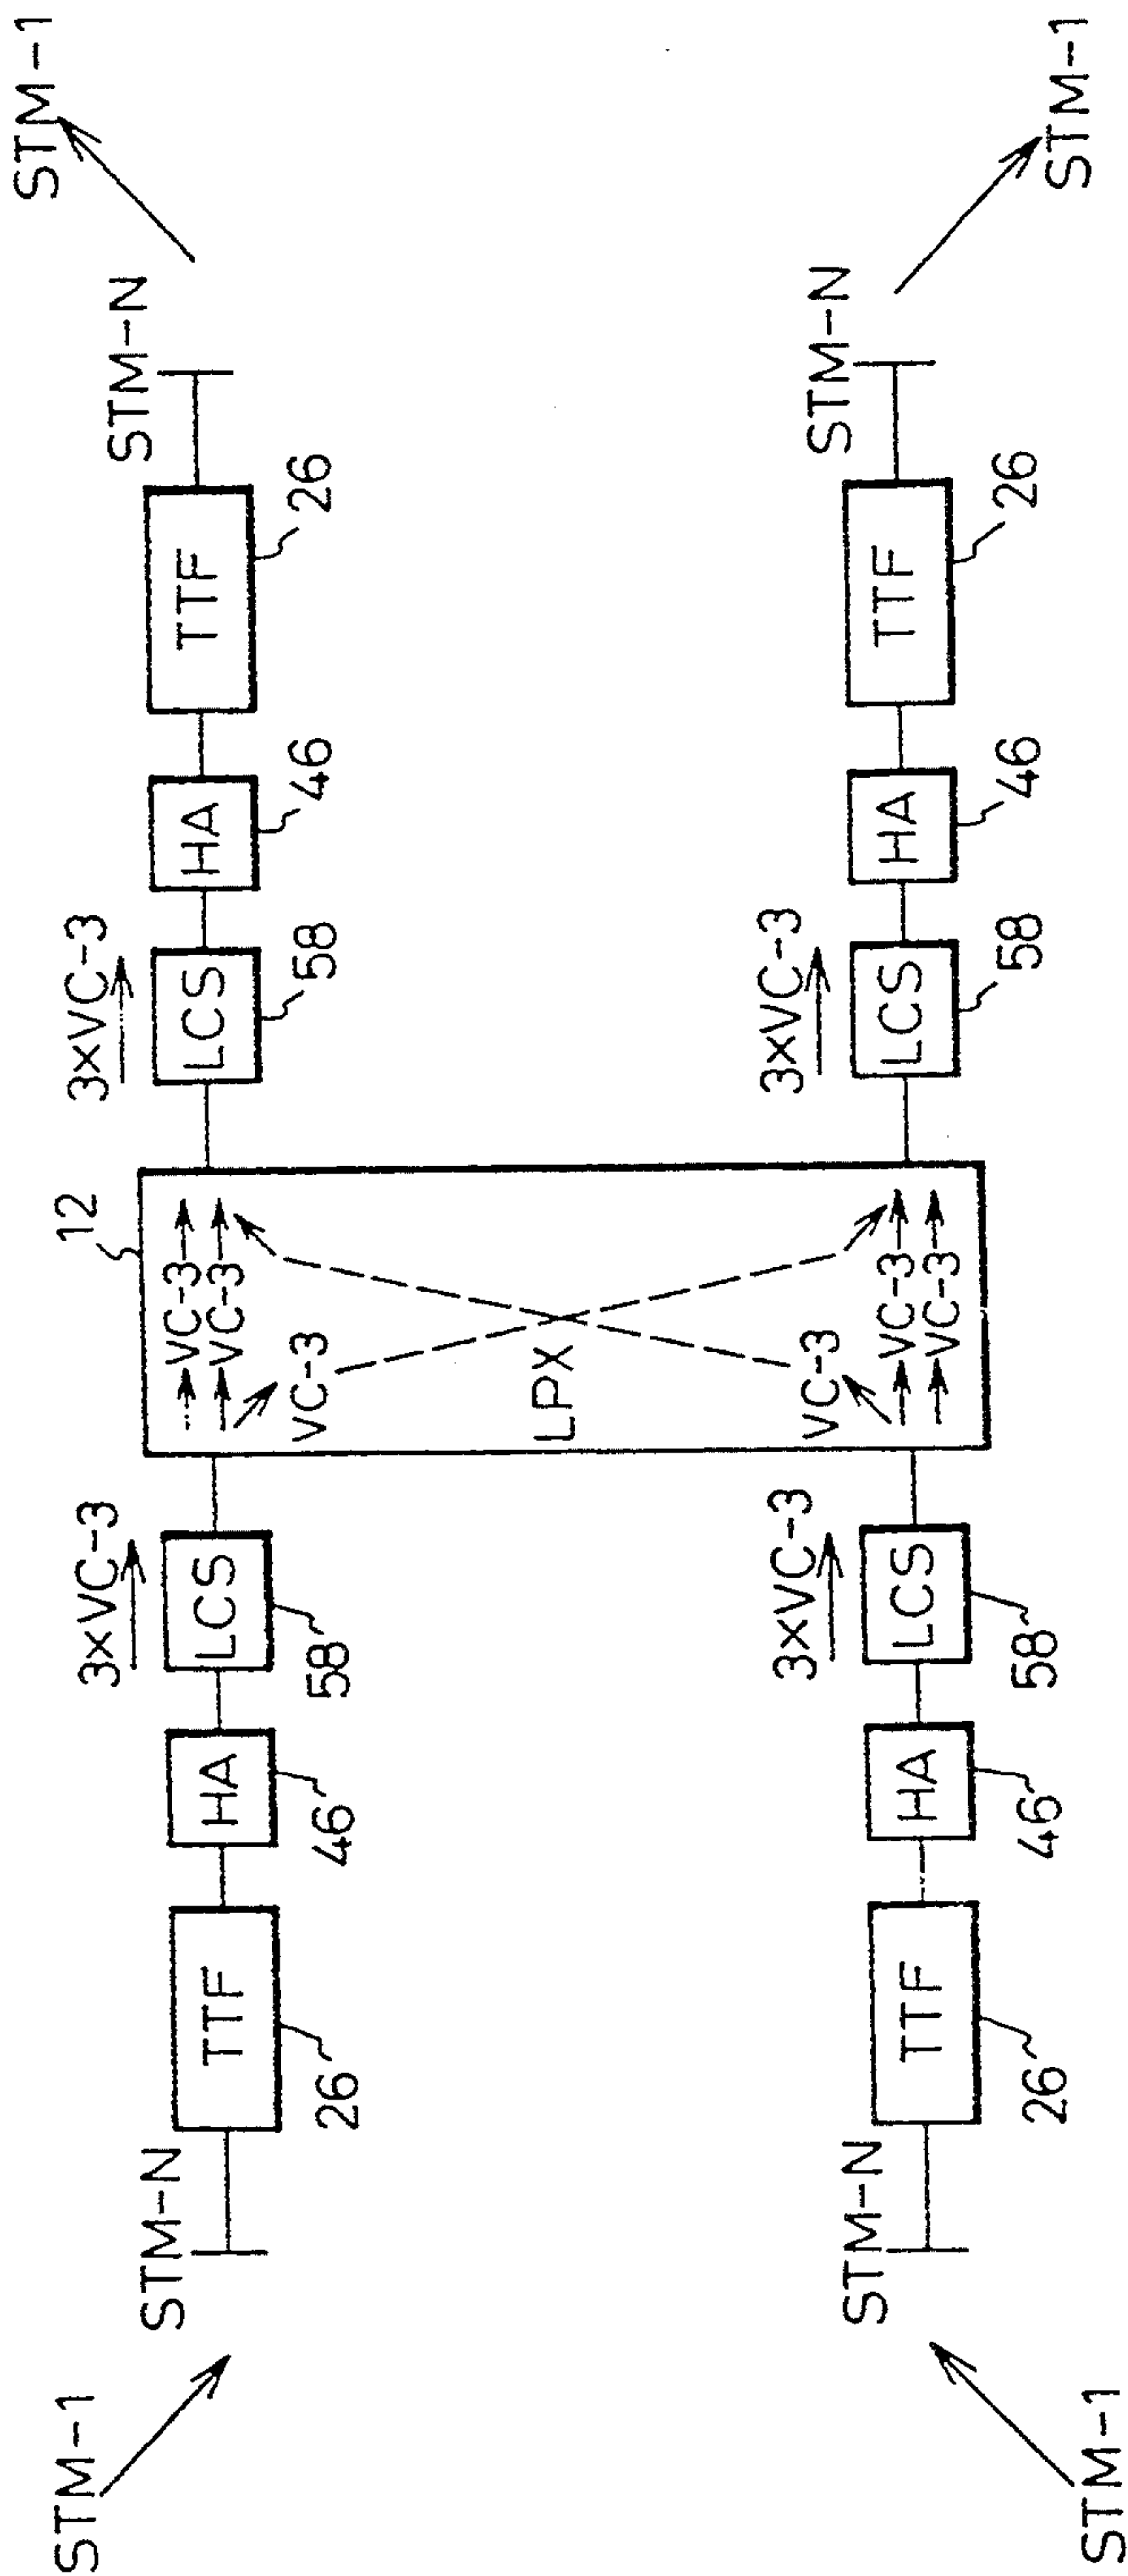 STM-1
STM-N
TTF
26
HA
46
3×VC-3
LCS
58
12
VC-3
VC-3
VC-3
LPX
VC-3
VC-3
VC-3
3×VC-3
LCS
58
HA
46
TTF
26
STM-N
STM-1
STM-1
STM-N
TTF
26
HA
46
3×VC-3
LCS
58
3×VC-3
LCS
58
HA
46
TTF
26
STM-N
STM-1